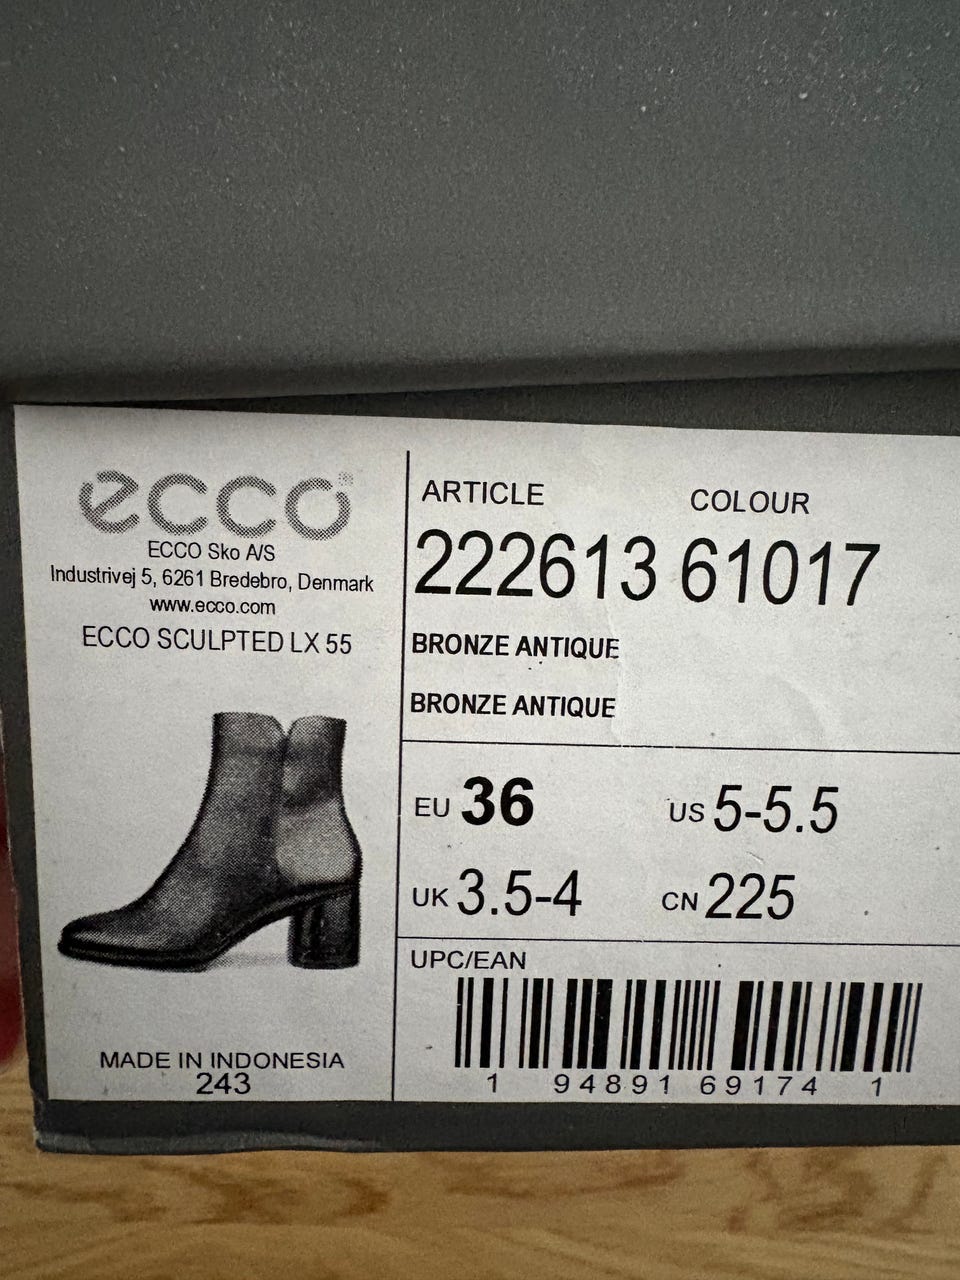 ecco®
ECCO Sko A/S
Industrivej 5, 6261 Bredebro, Denmark
www.ecco.com
ECCO SCULPTED LX 55
MADE IN INDONESIA
243
ARTICLE COLOUR
222613 61017
BRONZE ANTIQUE
BRONZE ANTIQUE
EU 36 US 5-5.5
UK 3.5-4 CN 225
UPC/EAN
1 94891 69174 1